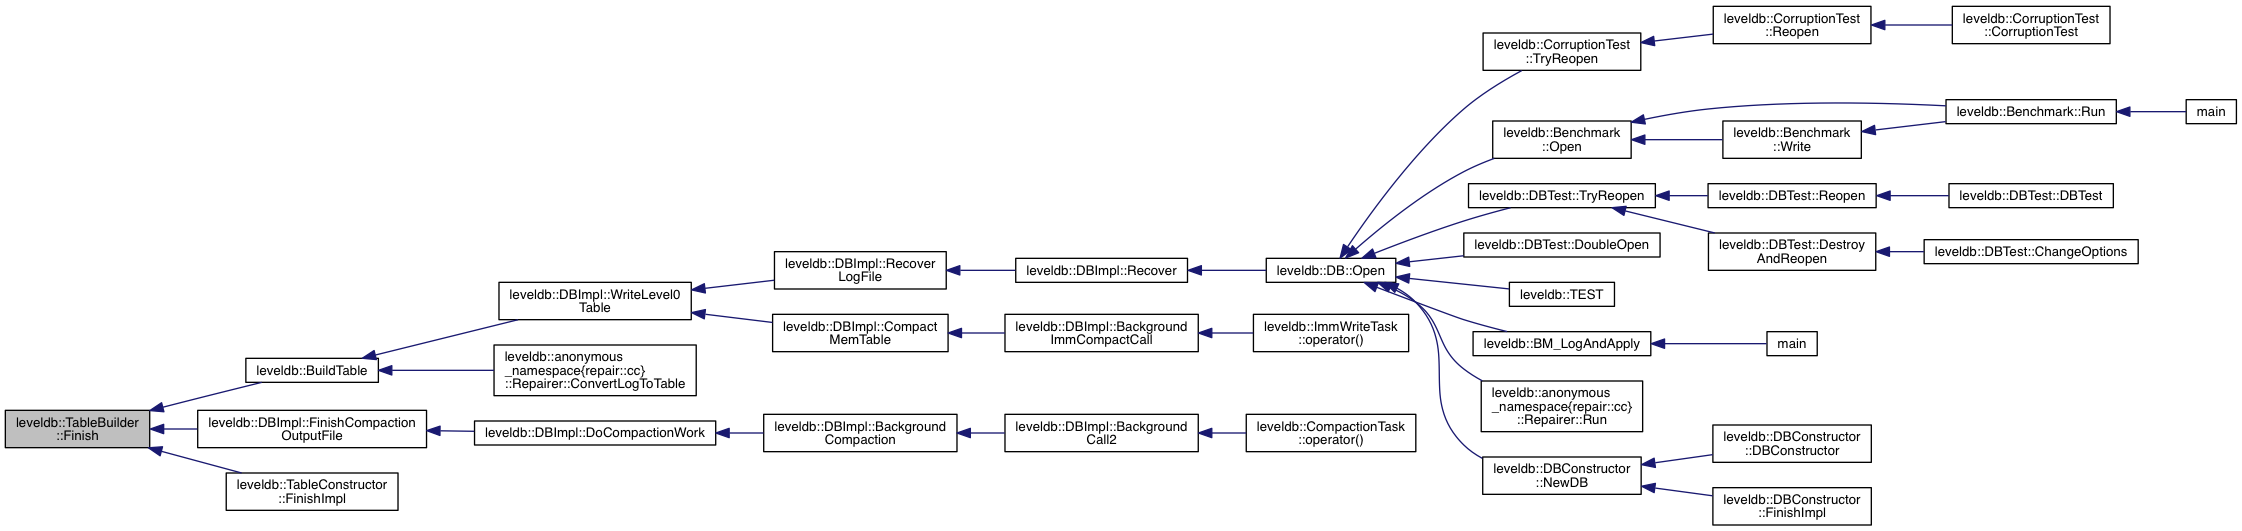 leveldb::TableBuilder
::Finish
leveldb::BuildTable
leveldb::DBImpl::FinishCompaction
OutputFile
leveldb::TableConstructor
::FinishImpl
leveldb::DBImpl::WriteLevel0
Table
leveldb::anonymous
_namespace{repair::cc}
::Repairer::ConvertLogToTable
leveldb::DBImpl::DoCompactionWork
leveldb::DBImpl::Recover
LogFile
leveldb::DBImpl::Compact
MemTable
leveldb::DBImpl::Background
Compaction
leveldb::DBImpl::Recover
leveldb::DBImpl::Background
ImmCompactCall
leveldb::DBImpl::Background
Call2
leveldb::DB::Open
leveldb::ImmWriteTask
::operator()
leveldb::CompactionTask
::operator()
leveldb::CorruptionTest
::TryReopen
leveldb::Benchmark
::Open
leveldb::DBTest::TryReopen
leveldb::DBTest::DoubleOpen
leveldb::TEST
leveldb::BM_LogAndApply
leveldb::anonymous
_namespace{repair::cc}
::Repairer::Run
leveldb::DBConstructor
::NewDB
leveldb::CorruptionTest
::Reopen
leveldb::Benchmark
::Write
leveldb::DBTest::Reopen
leveldb::DBTest::Destroy
AndReopen
main
leveldb::DBConstructor
::DBConstructor
leveldb::DBConstructor
::FinishImpl
leveldb::CorruptionTest
::CorruptionTest
leveldb::Benchmark::Run
leveldb::DBTest::DBTest
leveldb::DBTest::ChangeOptions
main